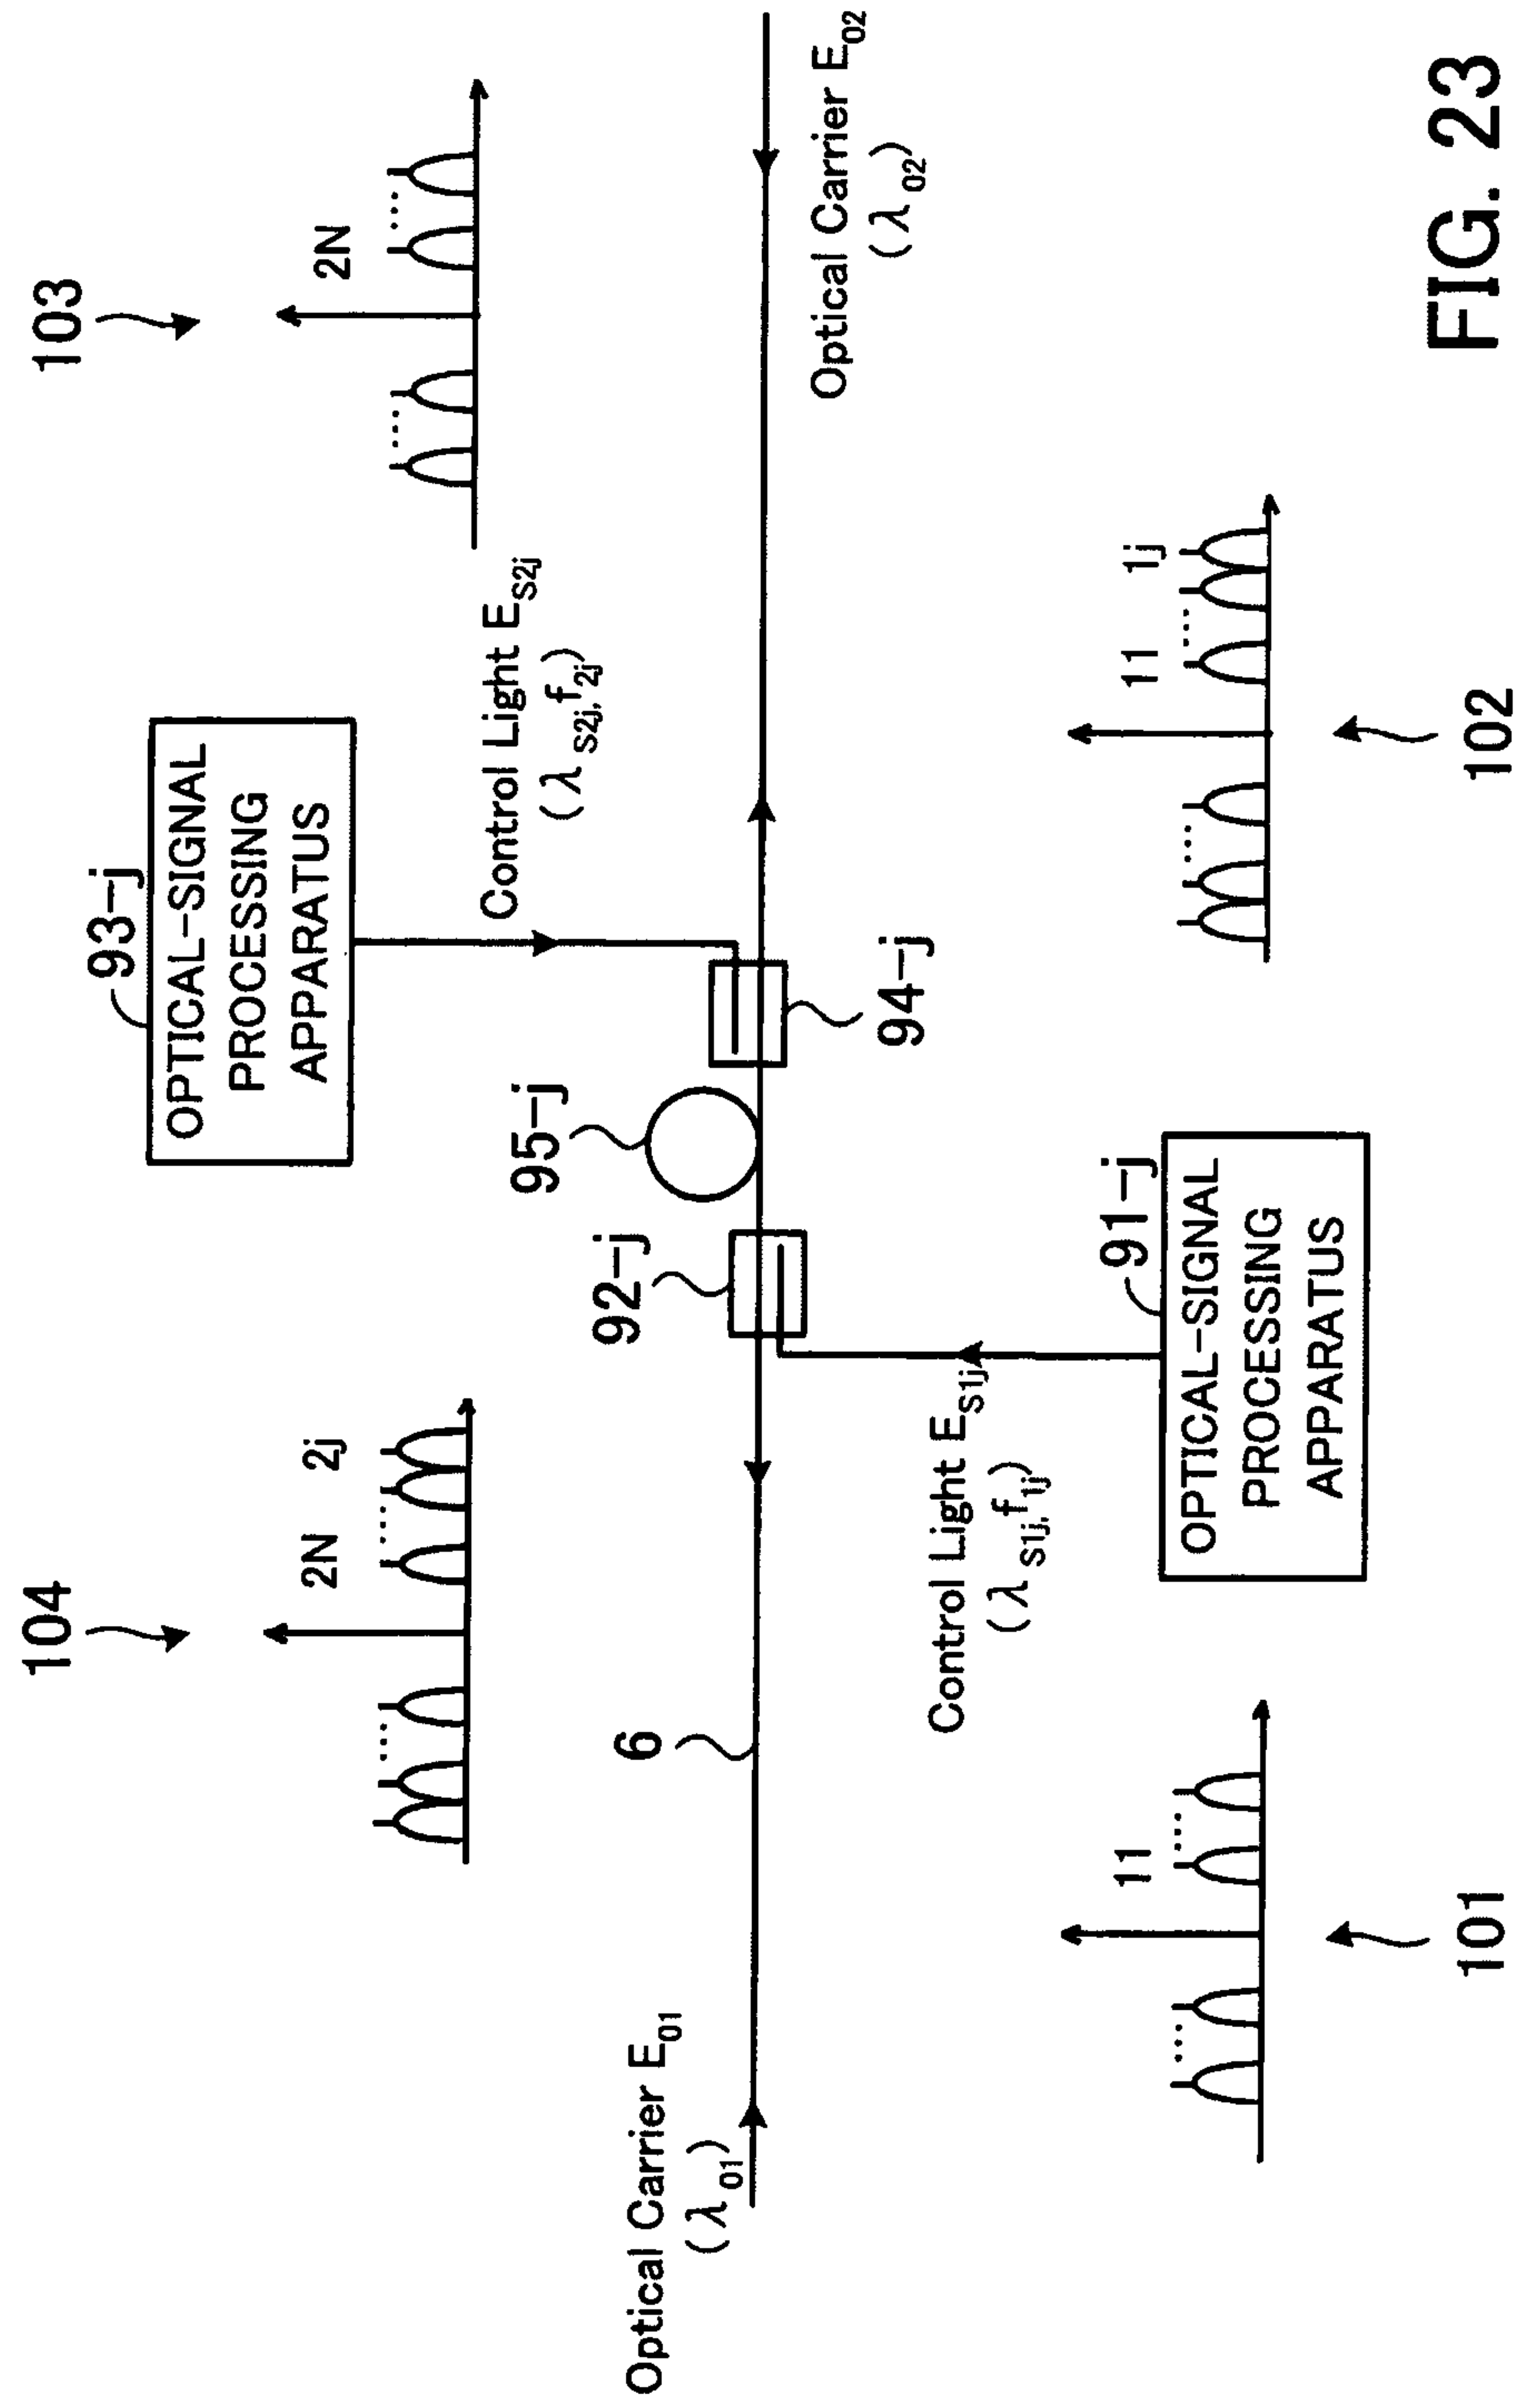 104
2N
2j
103
2N
93-j
OPTICAL-SIGNAL
PROCESSING
APPARATUS
Control Light ES2j
(λS2j, f2j)
95-j
92-j
94-j
6
Optical Carrier E01
(λ01)
Optical Carrier E02
(λ02)
Control Light ES1j
(λS1j, f1j)
91-j
OPTICAL-SIGNAL
PROCESSING
APPARATUS
11
101
11
1j
102
FIG. 23